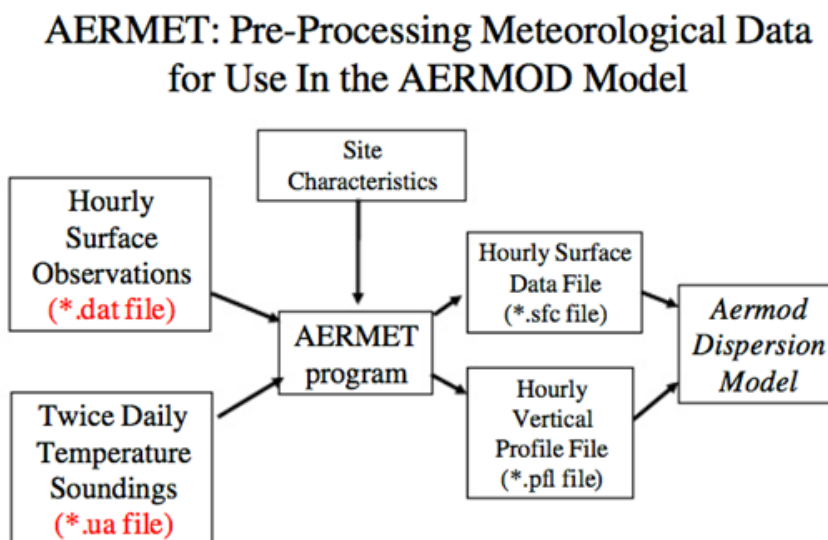 AERMET: Pre-Processing Meteorological Data
for Use In the AERMOD Model
Site
Characteristics
Hourly
Surface
Observations
(*.dat file)
Twice Daily
Temperature
Soundings
(*.ua file)
AERMET
program
Hourly Surface
Data File
(*.sfc file)
Hourly
Vertical
Profile File
(*.pfl file)
Aermod
Dispersion
Model